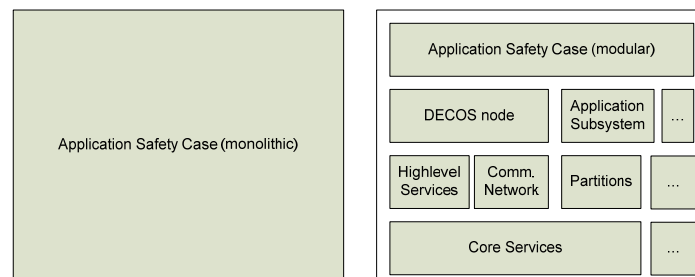 Application Safety Case (monolithic)
Application Safety Case (modular)
DECOS node
Application
Subsystem
...
Highlevel
Services
Comm.
Network
Partitions
...
Core Services
...